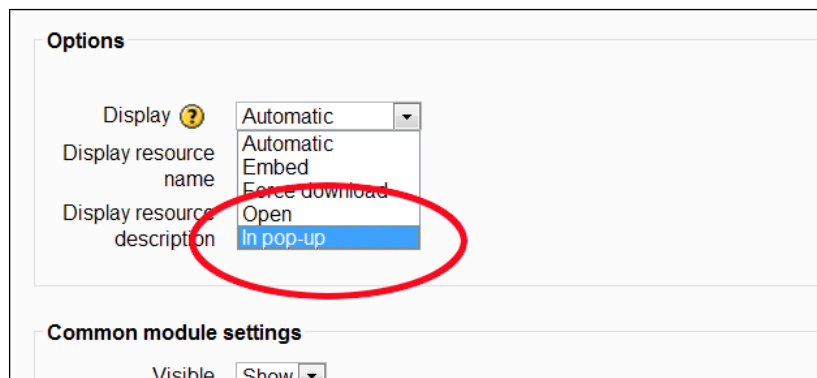 Options
Display ? Automatic
Automatic
Display resource
name
Embed
Force download
Display resource
description
Open
In pop-up
Common module settings
Visible Show